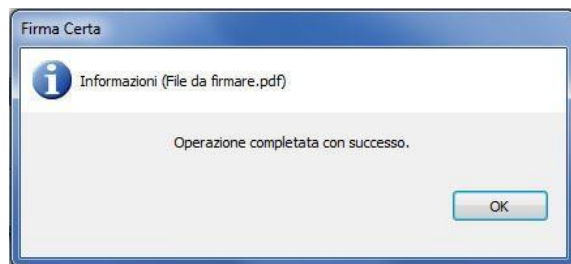 Firma Certa
Informazioni (File da firmare.pdf)
Operazione completata con successo.
OK